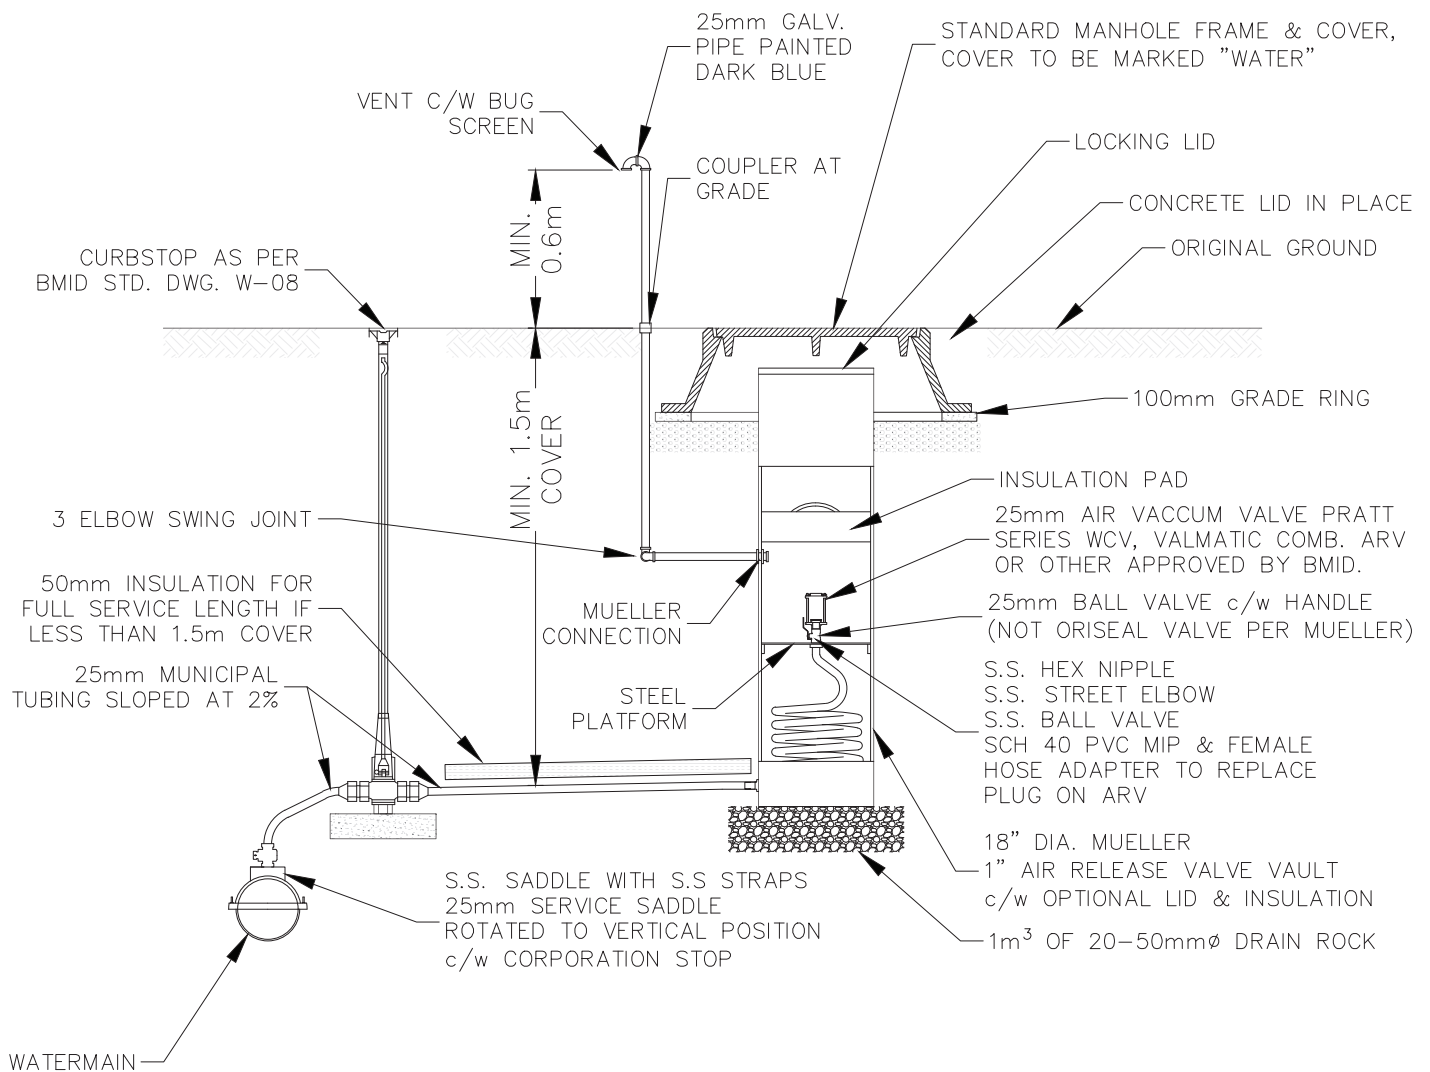 25mm GALV.
PIPE PAINTED
DARK BLUE
STANDARD MANHOLE FRAME & COVER,
COVER TO BE MARKED "WATER"
VENT C/W BUG
SCREEN
LOCKING LID
COUPLER AT
GRADE
CONCRETE LID IN PLACE
MIN.
0.6m
ORIGINAL GROUND
CURBSTOP AS PER
BMID STD. DWG. W-08
MIN. 1.5m
COVER
100mm GRADE RING
INSULATION PAD
3 ELBOW SWING JOINT
25mm AIR VACCUM VALVE PRATT
SERIES WCV, VALMATIC COMB. ARV
OR OTHER APPROVED BY BMID.
50mm INSULATION FOR
FULL SERVICE LENGTH IF
LESS THAN 1.5m COVER
MUELLER
CONNECTION
25mm BALL VALVE c/w HANDLE
(NOT ORISEAL VALVE PER MUELLER)
25mm MUNICIPAL
TUBING SLOPED AT 2%
STEEL
PLATFORM
S.S. HEX NIPPLE
S.S. STREET ELBOW
S.S. BALL VALVE
SCH 40 PVC MIP & FEMALE
HOSE ADAPTER TO REPLACE
PLUG ON ARV
18" DIA. MUELLER
1" AIR RELEASE VALVE VAULT
c/w OPTIONAL LID & INSULATION
S.S. SADDLE WITH S.S STRAPS
25mm SERVICE SADDLE
ROTATED TO VERTICAL POSITION
c/w CORPORATION STOP
1m³ OF 20-50mmø DRAIN ROCK
WATERMAIN